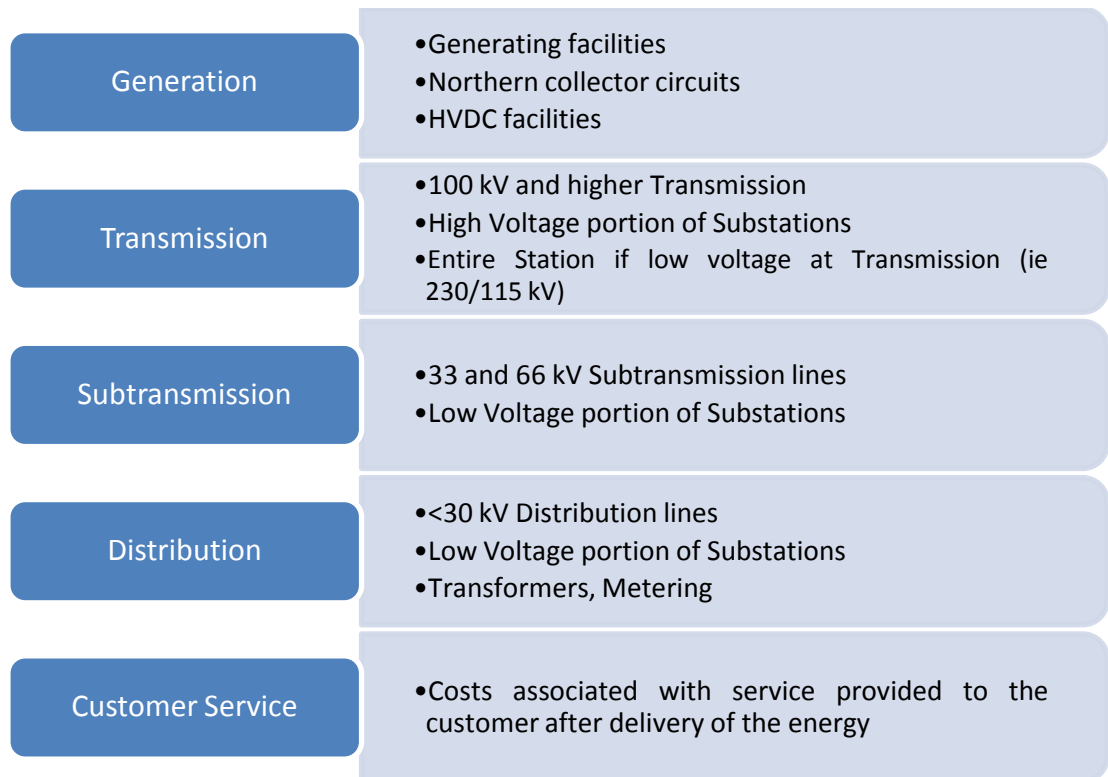 Generation
•Generating facilities
•Northern collector circuits
•HVDC facilities
Transmission
•100 kV and higher Transmission
•High Voltage portion of Substations
•Entire Station if low voltage at Transmission (ie
230/115 kV)
Subtransmission
•33 and 66 kV Subtransmission lines
•Low Voltage portion of Substations
Distribution
•<30 kV Distribution lines
•Low Voltage portion of Substations
•Transformers, Metering
Customer Service
•Costs associated with service provided to the
customer after delivery of the energy